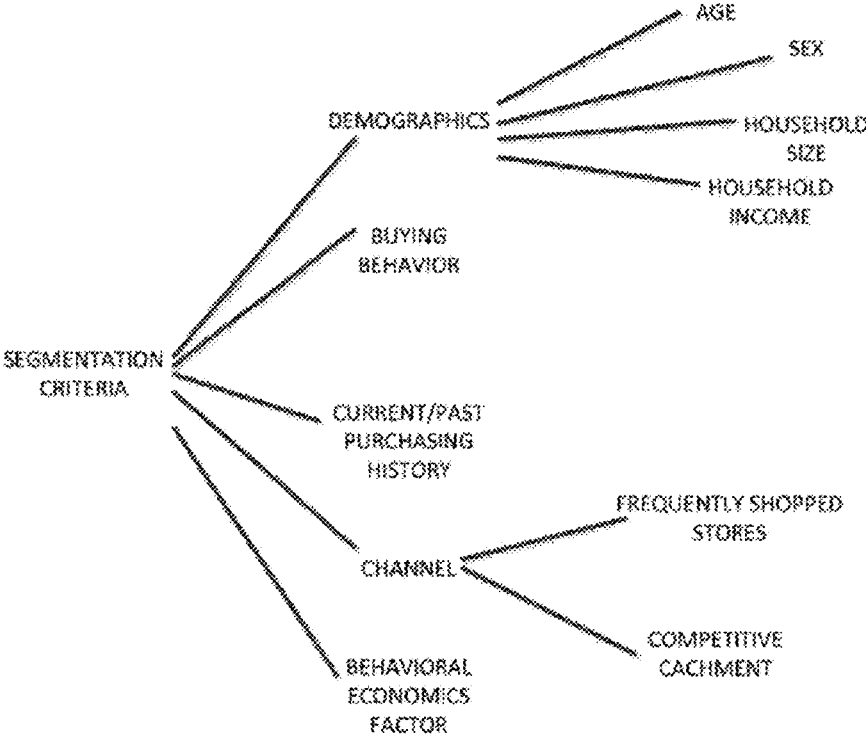 AGE
SEX
DEMOGRAPHICS
HOUSEHOLD
SIZE
HOUSEHOLD
INCOME
BUYING
BEHAVIOR
SEGMENTATION
CRITERIA
CURRENT/PAST
PURCHASING
HISTORY
FREQUENTLY SHOPPED
STORES
CHANNEL
COMPETITIVE
CACHMENT
BEHAVIORAL
ECONOMICS
FACTOR